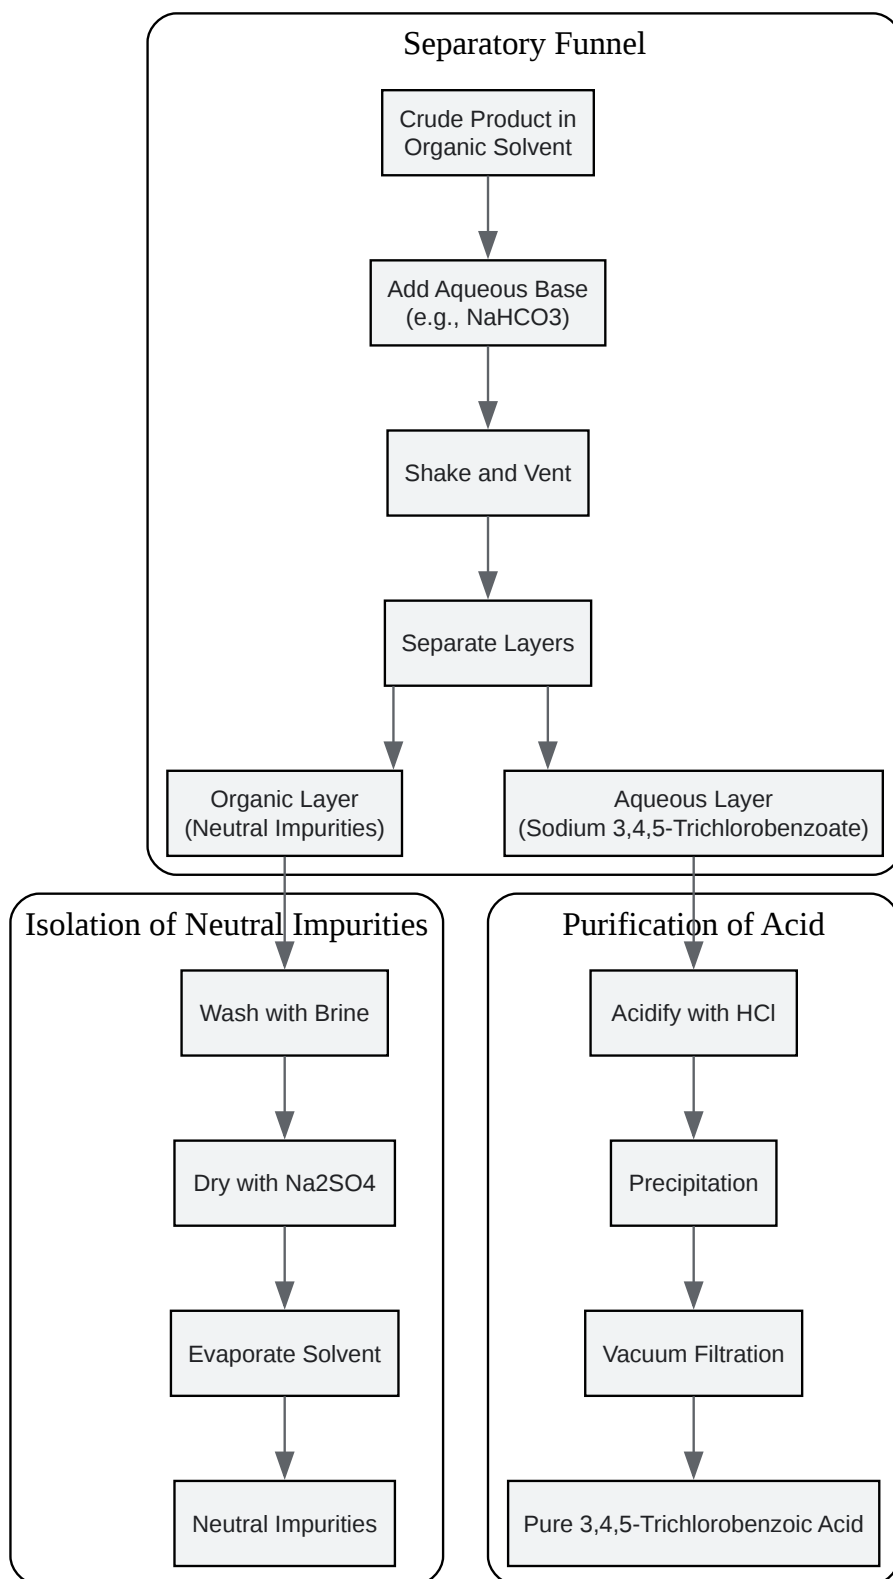 Separatory Funnel
Crude Product in
Organic Solvent
Add Aqueous Base
(e.g., NaHCO3)
Shake and Vent
Separate Layers
Organic Layer
(Neutral Impurities)
Aqueous Layer
(Sodium 3,4,5-Trichlorobenzoate)
Isolation of Neutral Impurities
Wash with Brine
Dry with Na2SO4
Evaporate Solvent
Neutral Impurities
Purification of Acid
Acidify with HCl
Precipitation
Vacuum Filtration
Pure 3,4,5-Trichlorobenzoic Acid